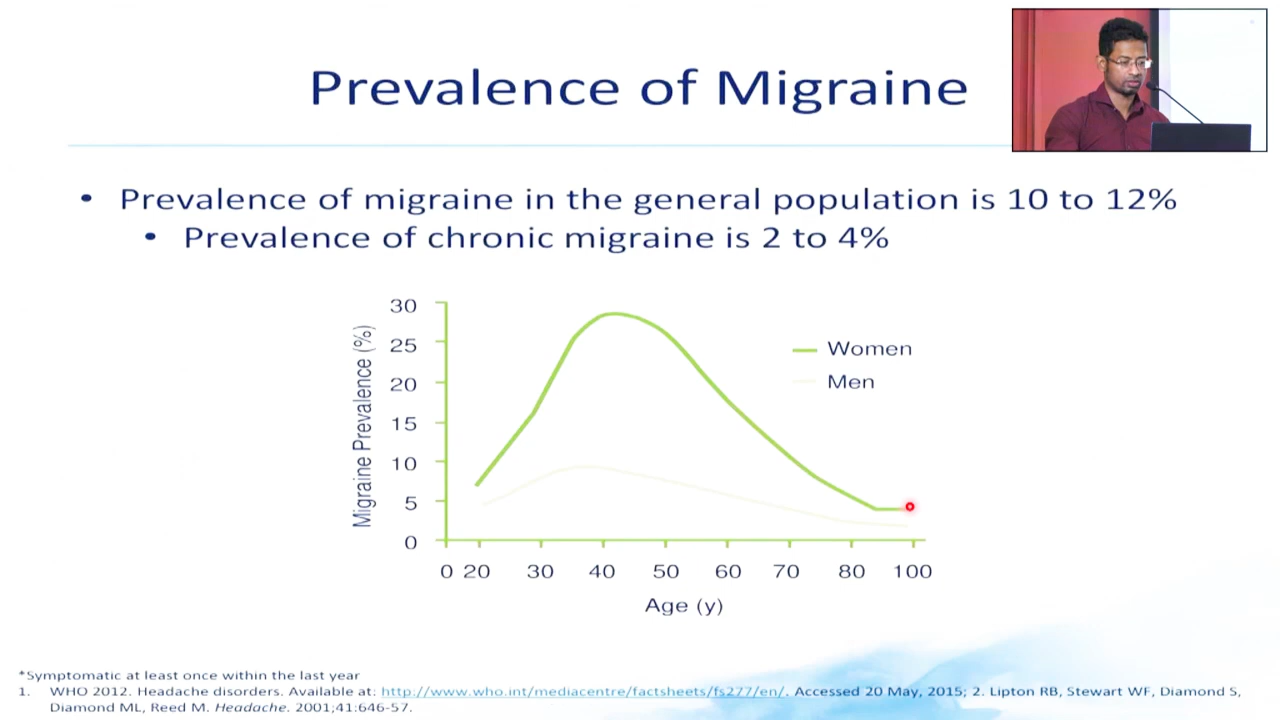 Prevalence of Migraine
• Prevalence of migraine in the general population is 10 to 12%
• Prevalence of chronic migraine is 2 to 4%
Migraine Prevalence (%)
30
25
20
15
10
5
0
Women
Men
0 20 30 40 50 60 70 80 100
Age (y)
*Symptomatic at least once within the last year
1. WHO 2012. Headache disorders. Available at: http://www.who.int/mediacentre/factsheets/fs277/en/. Accessed 20 May, 2015; 2. Lipton RB, Stewart WF, Diamond S,
Diamond ML, Reed M. Headache. 2001;41:646-57.